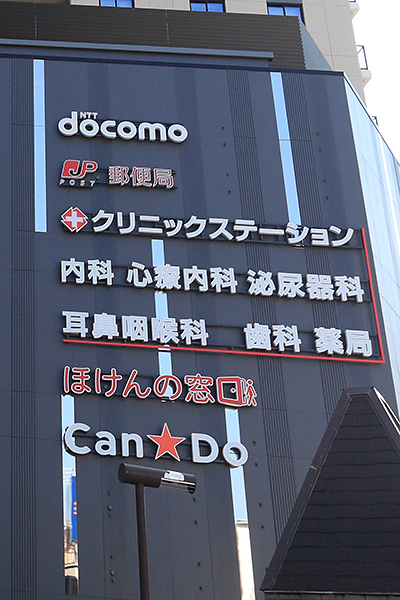 NTT
docomo
JP POST 郵便局
クリニックステーション
内科 心療内科 泌尿器科
耳鼻咽喉科 歯科 薬局
ほけんの窓口
Can★Do